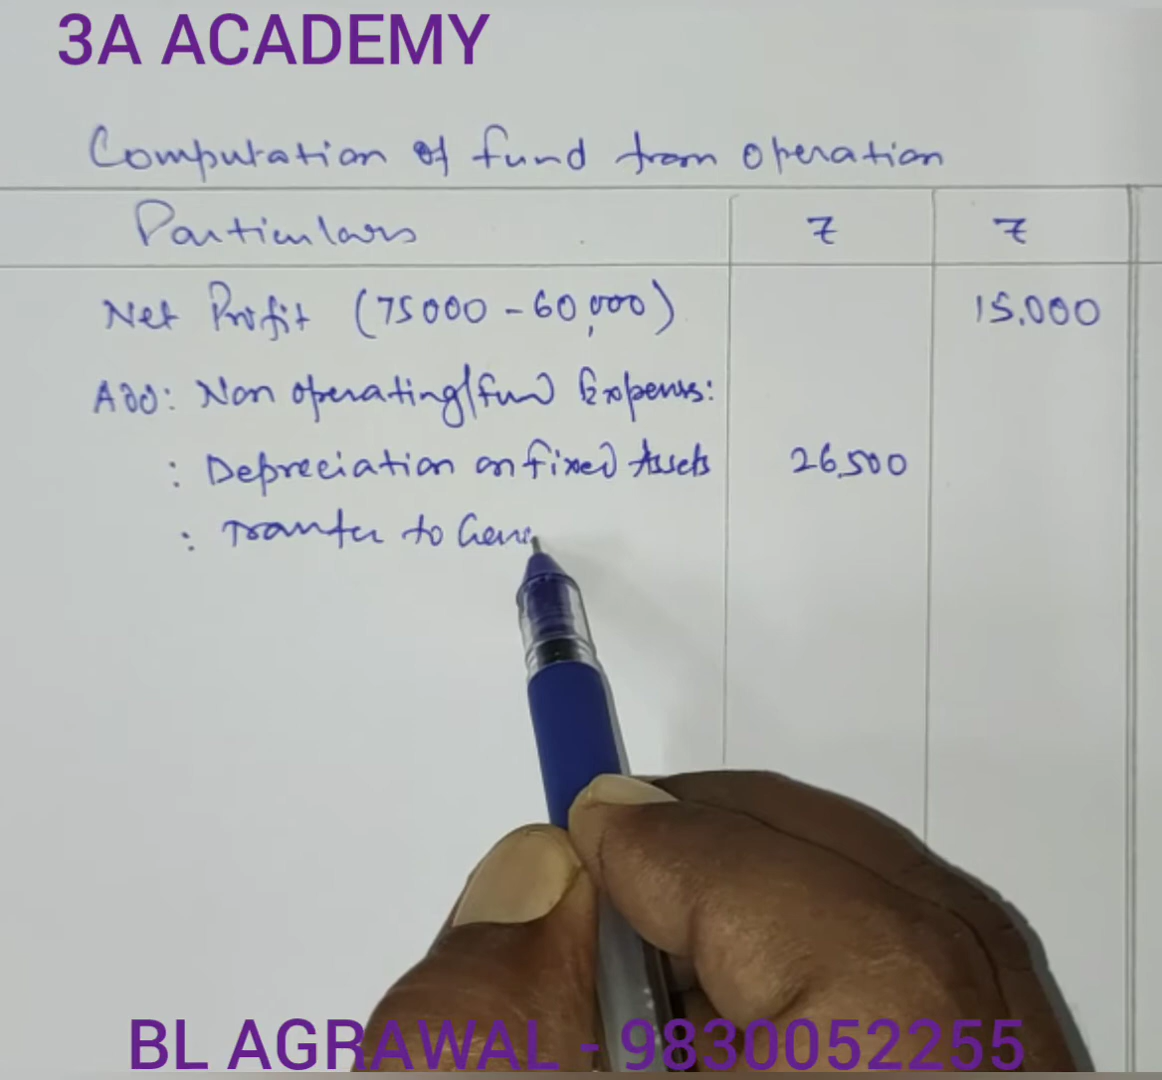 3A ACADEMY
Computation of fund from operation
Particulars ₹ ₹
Net Profit (75000 - 60,000) 15,000
Add: Non operating/fund Expenses:
: Depreciation on fixed Assets 26,500
: Transfer to Gene
BL AGRAWAL - 9830052255